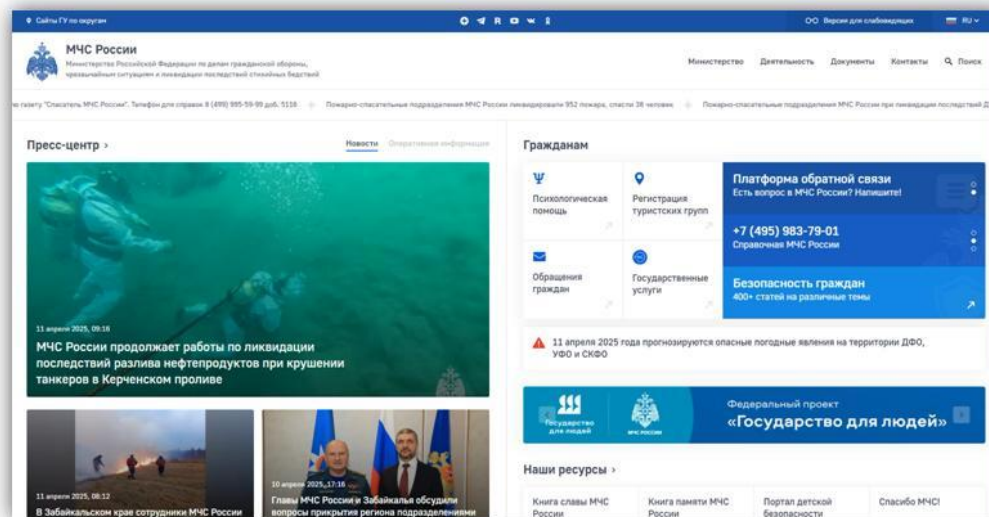 Сайты ГУ по округам
Версия для слабовидящих
RU
МЧС России
Министерство Российской Федерации по делам гражданской обороны,
чрезвычайным ситуациям и ликвидации последствий стихийных бедствий
Министерство Деятельность Документы Контакты Поиск
газету "Спасатель МЧС России". Телефон для справок 8 (499) 995-59-99 доб. 5118
Пожарно-спасательные подразделения МЧС России ликвидировали 952 пожара, спасли 38 человек
Пожарно-спасательные подразделения МЧС России при ликвидации последствий
Пресс-центр >
Новости Оперативная информация
11 апреля 2025, 09:16
МЧС России продолжает работы по ликвидации
последствий разлива нефтепродуктов при крушении
танкеров в Керченском проливе
11 апреля 2025, 08:12
В Забайкальском крае сотрудники МЧС России
10 апреля 2025, 17:16
Главы МЧС России и Забайкалья обсудили
вопросы прикрытия региона подразделениями
Гражданам
Психологическая
помощь
Регистрация
туристских групп
Обращения
граждан
Государственные
услуги
Платформа обратной связи
Есть вопрос в МЧС России? Напишите!
+7 (495) 983-79-01
Справочная МЧС России
Безопасность граждан
400+ статей на различные темы
11 апреля 2025 года прогнозируются опасные погодные явления на территории ДФО,
УФО и СКФО
Государство
для людей
МЧС РОССИИ
Федеральный проект
«Государство для людей»
Наши ресурсы >
Книга славы МЧС
России
Книга памяти МЧС
России
Портал детской
безопасности
Спасибо МЧС!